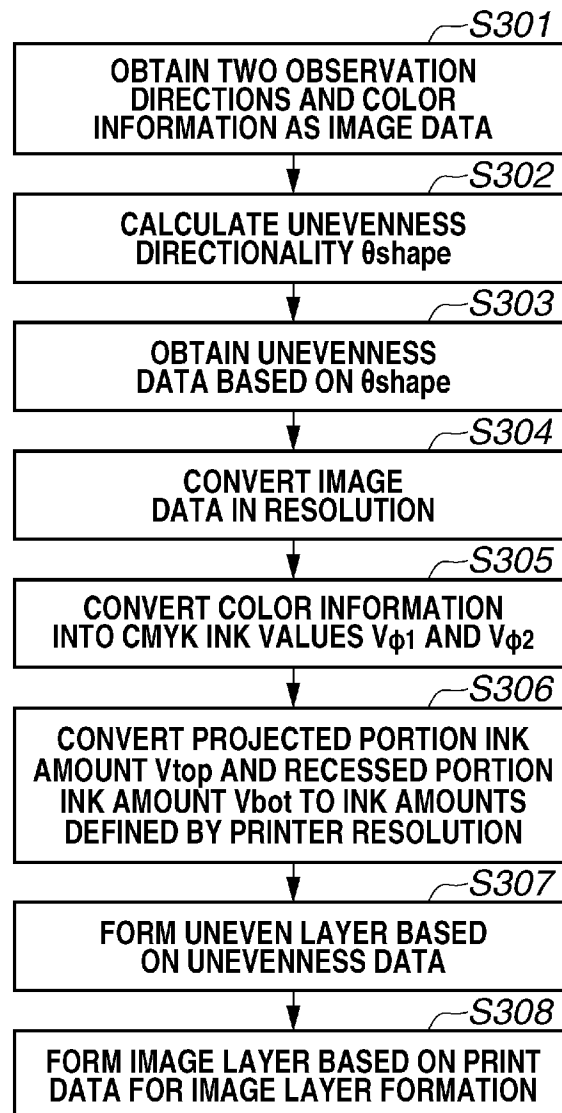 S301
OBTAIN TWO OBSERVATION
DIRECTIONS AND COLOR
INFORMATION AS IMAGE DATA
S302
CALCULATE UNEVENNESS
DIRECTIONALITY θshape
S303
OBTAIN UNEVENNESS
DATA BASED ON θshape
S304
CONVERT IMAGE
DATA IN RESOLUTION
S305
CONVERT COLOR INFORMATION
INTO CMYK INK VALUES Vφ1 AND Vφ2
S306
CONVERT PROJECTED PORTION INK
AMOUNT Vtop AND RECESSED PORTION
INK AMOUNT Vbot TO INK AMOUNTS
DEFINED BY PRINTER RESOLUTION
S307
FORM UNEVEN LAYER BASED
ON UNEVENNESS DATA
S308
FORM IMAGE LAYER BASED ON PRINT
DATA FOR IMAGE LAYER FORMATION